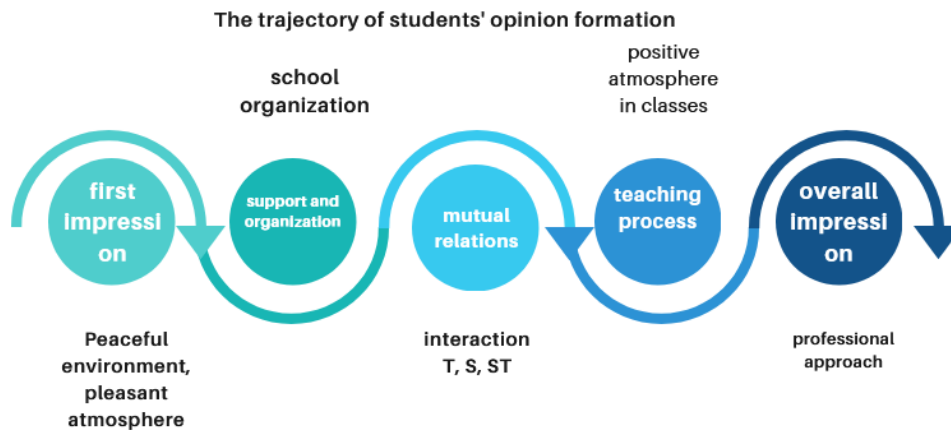 The trajectory of students' opinion formation
school
organization
positive
atmosphere
in classes
first
impressi
on
support and
organization
mutual
relations
teaching
process
overall
impressi
on
Peaceful
environment,
pleasant
atmosphere
interaction
T, S, ST
professional
approach